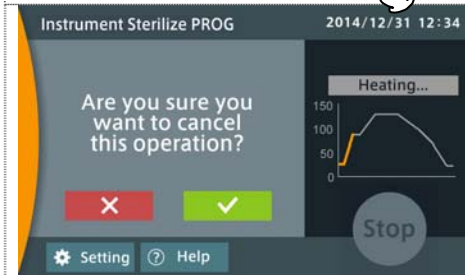 Instrument Sterilize PROG
2014/12/31 12:34
Are you sure you
want to cancel
this operation?
Heating...
150
100
50
0
Stop
Setting
? Help